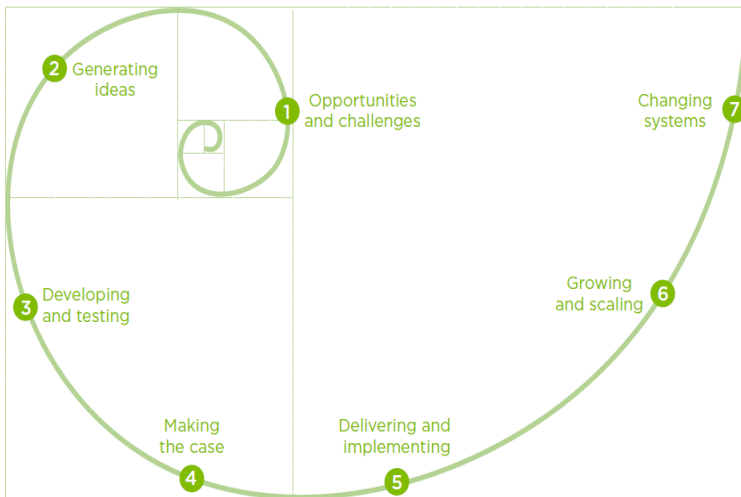 1 Opportunities
and challenges
2 Generating
ideas
3 Developing
and testing
4 Making
the case
5 Delivering and
implementing
6 Growing
and scaling
7 Changing
systems